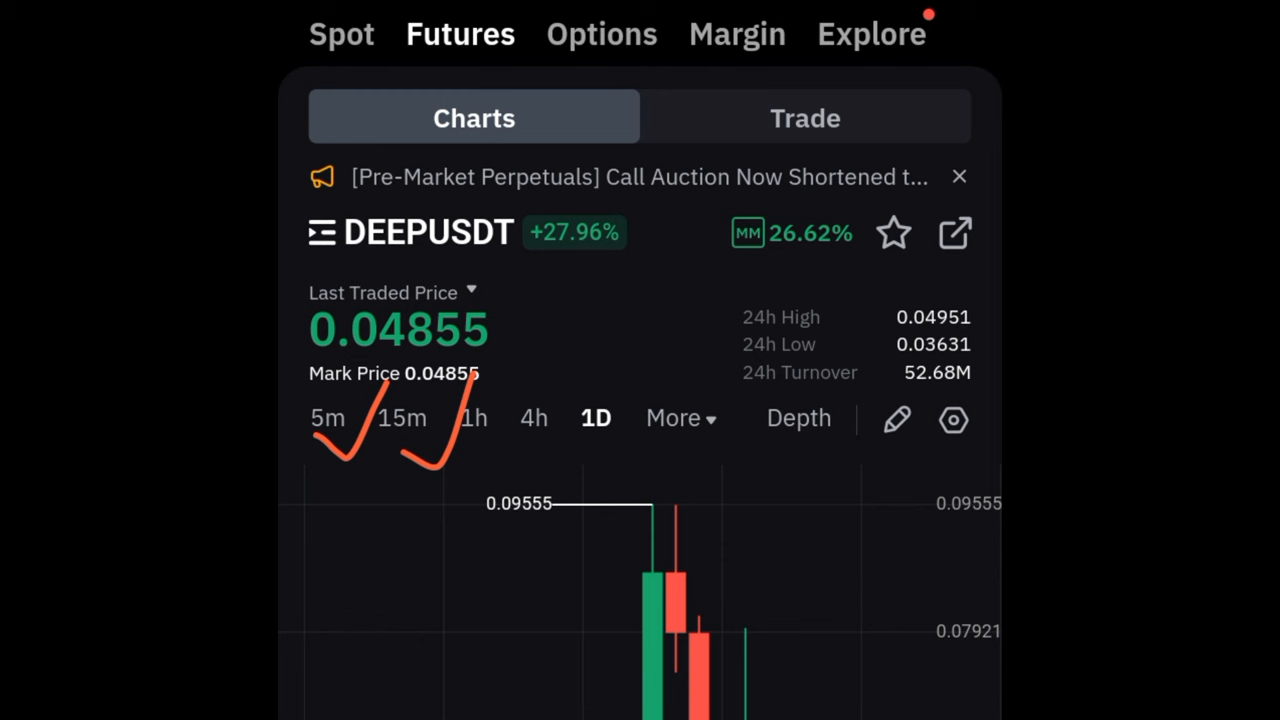 Spot Futures Options Margin Explore
Charts Trade
[Pre-Market Perpetuals] Call Auction Now Shortened t...
DEEPUSDT +27.96% MM 26.62%
Last Traded Price
0.04855
Mark Price 0.04855
24h High 0.04951
24h Low 0.03631
24h Turnover 52.68M
5m 15m 1h 4h 1D More Depth
0.09555 0.09555
0.07921